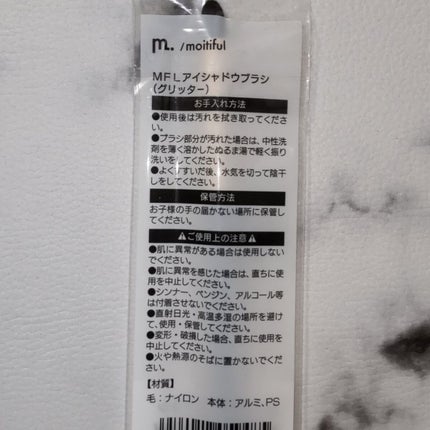 m. / moitiful
MFLアイシャドウブラシ
(グリッター)
お手入れ方法
●使用後は汚れを拭き取ってくださ
い。
●ブラシ部分が汚れた場合は、中性洗
剤を薄く溶かしたぬるま湯で軽く振り
洗いをしてください。
●よくすすいだ後、水気を切って陰干
しをしてください。
保管方法
お子様の手の届かない場所に保管し
てください。
⚠ご使用上の注意⚠
●肌に異常がある場合は使用しない
でください。
●肌に異常を感じた場合は、直ちに使
用を中止してください。
●シンナー、ベンジン、アルコール等
は付着させないでください。
●直射日光・高温多湿の場所を避け
て、使用・保管してください。
●変形・破損した場合、直ちに使用を
中止してください。
●火や熱源のそばに置かないでくだ
さい。
【材質】
毛:ナイロン 本体:アルミ、PS